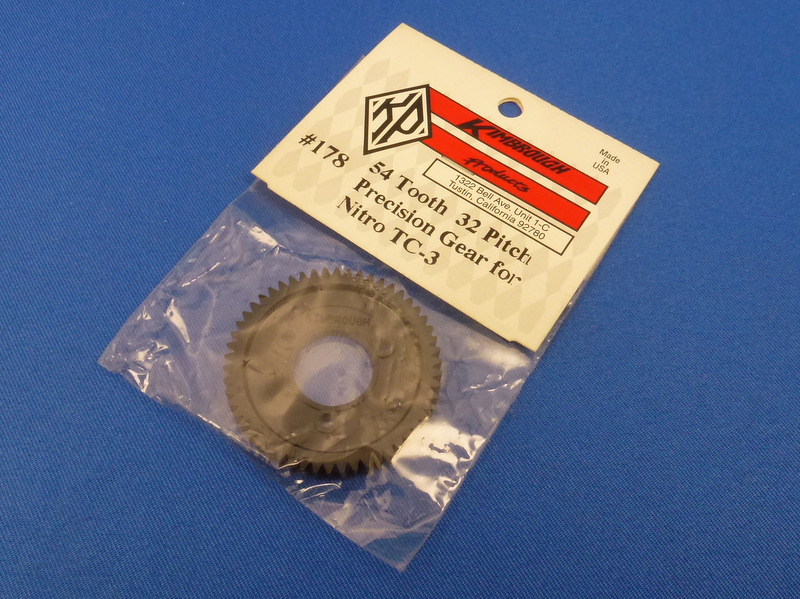 KP
KIMBROUGH
Products
Made
in
USA
1322 Bell Ave. Unit 1-C
Tustin, California 92780
#178
54 Tooth 32 Pitch
Precision Gear for
Nitro TC-3